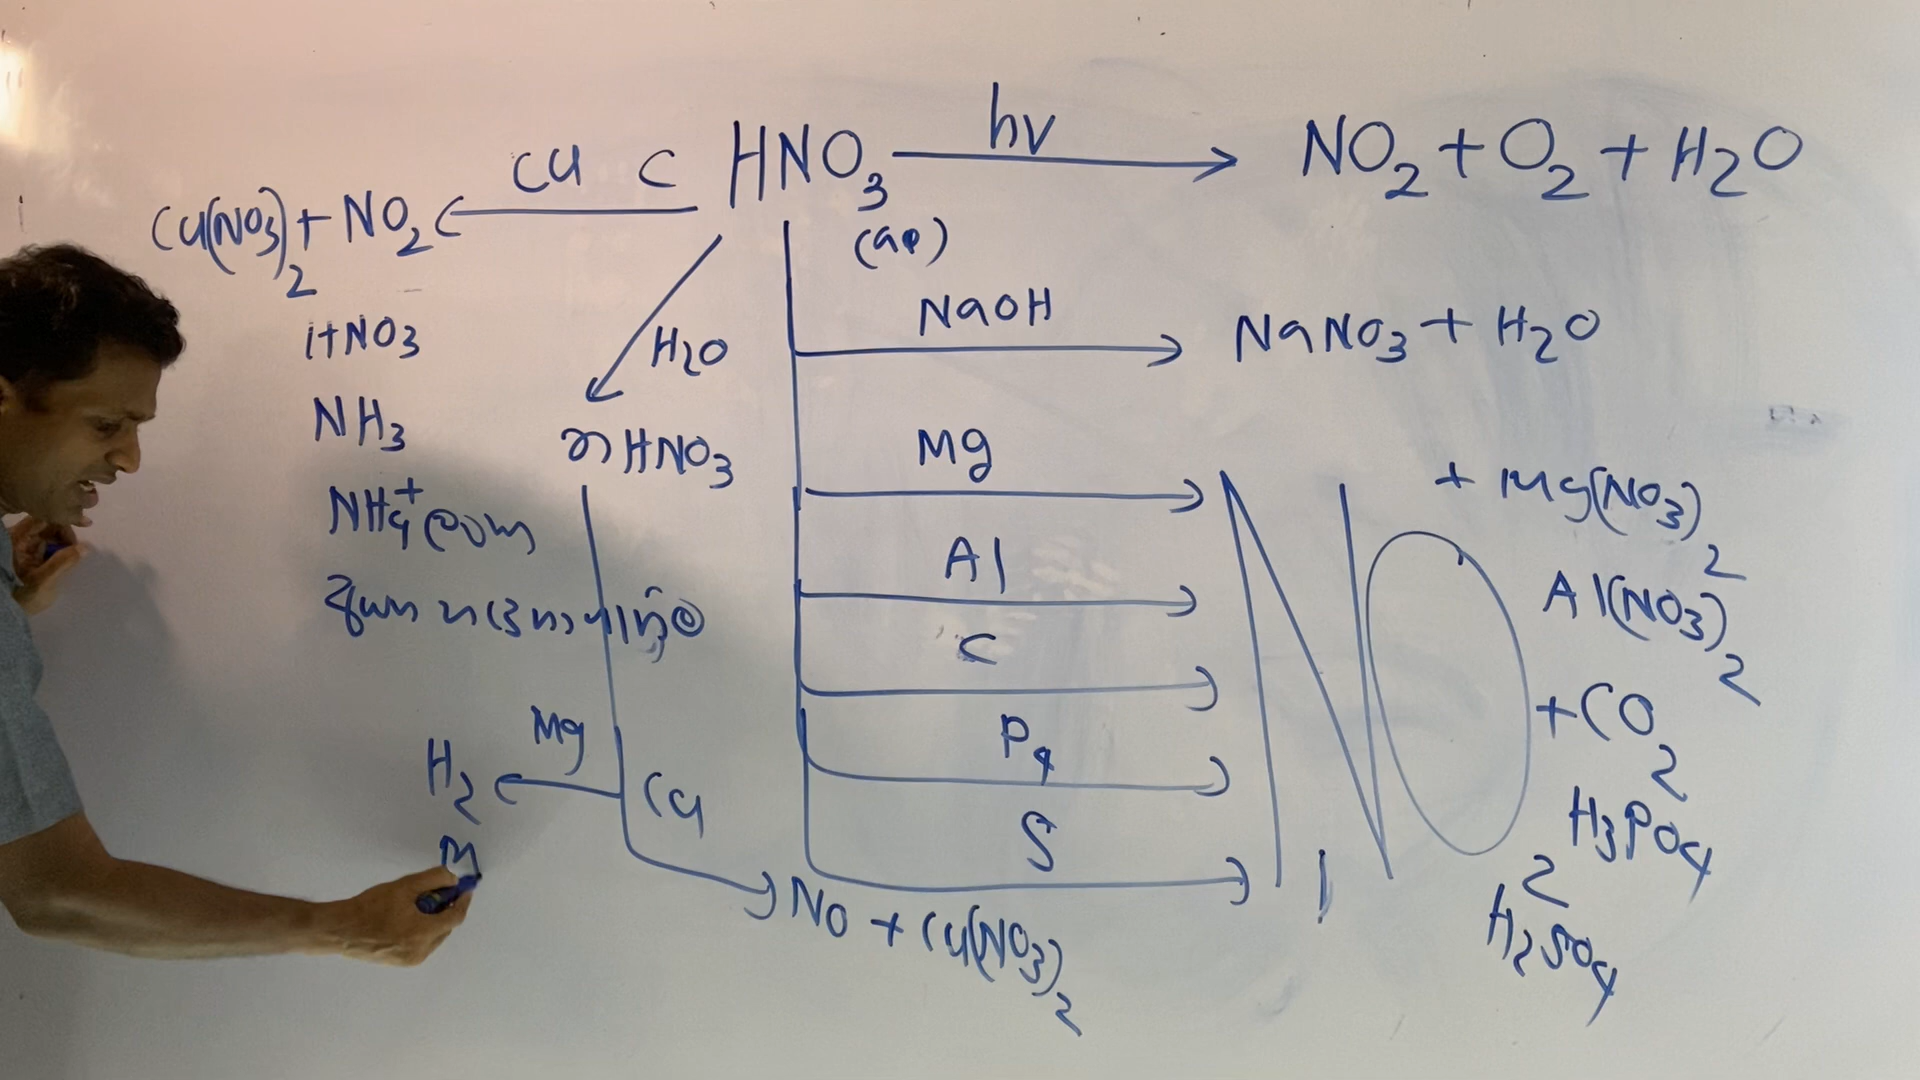 HNO3 hv NO2 + O2 + H2O
Cu C
Cu(NO3)2 + NO2
(aq)
HNO3
NaOH NaNO3 + H2O
H2O
NH3
HNO3
Mg + Mg(NO3)2
NH4+
Al Al(NO3)2
NO
C + CO2
Mg
H2
Cu
P4 H3PO4
S H2SO4
NO + Cu(NO3)2